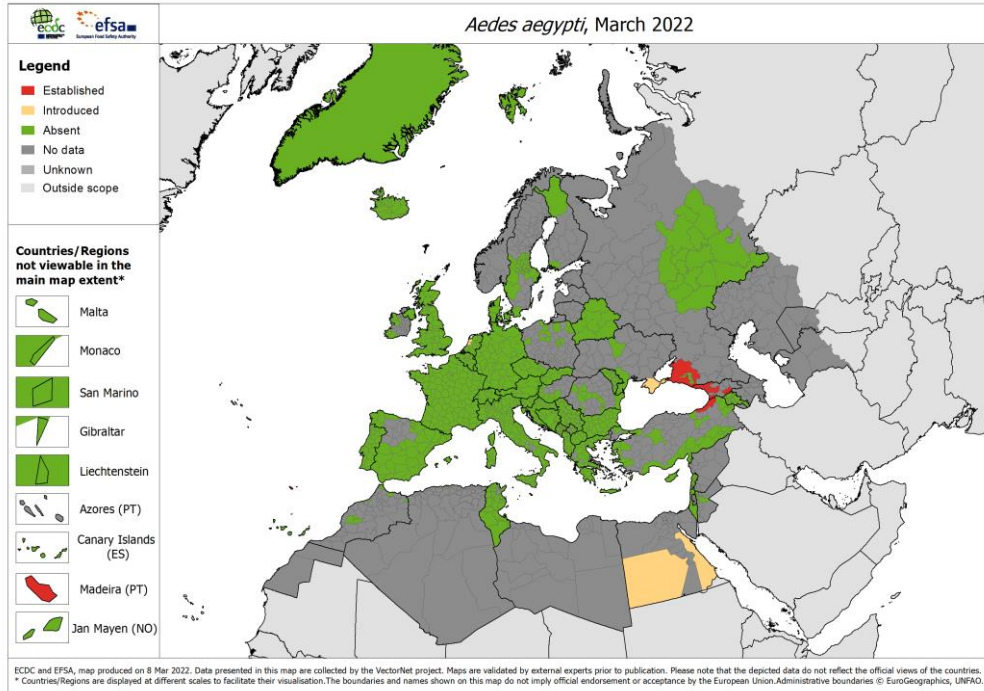 ecdc
efsa
European Food Safety Authority
Aedes aegypti, March 2022
Legend
Established
Introduced
Absent
No data
Unknown
Outside scope
Countries/Regions
not viewable in the
main map extent*
Malta
Monaco
San Marino
Gibraltar
Liechtenstein
Azores (PT)
Canary Islands
(ES)
Madeira (PT)
Jan Mayen (NO)
ECDC and EFSA, map produced on 8 Mar 2022. Data presented in this map are collected by the VectorNet project. Maps are validated by external experts prior to publication. Please note that the depicted data do not reflect the official views of the countries.
* Countries/Regions are displayed at different scales to facilitate their visualisation.The boundaries and names shown on this map do not imply official endorsement or acceptance by the European Union.Administrative boundaries © EuroGeographics, UNFAO.